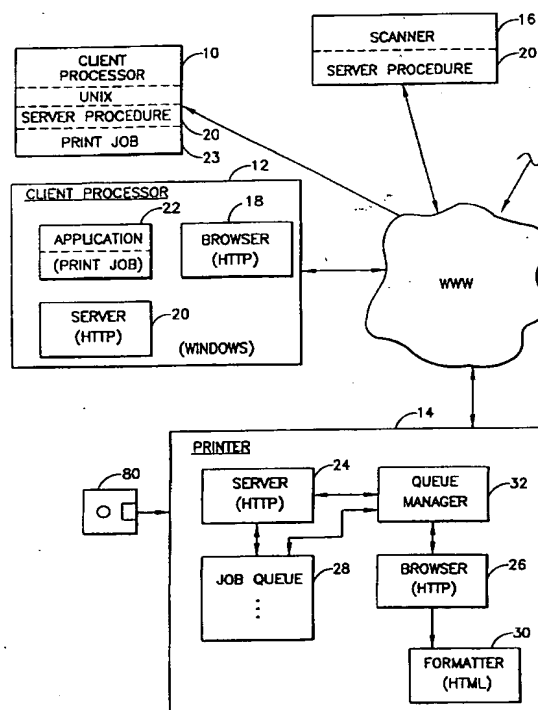 CLIENT
PROCESSOR
UNIX
SERVER PROCEDURE
PRINT JOB
10
20
23
SCANNER
SERVER PROCEDURE
16
20
12
CLIENT PROCESSOR
22
APPLICATION
(PRINT JOB)
18
BROWSER
(HTTP)
SERVER
(HTTP)
20
(WINDOWS)
WWW
14
PRINTER
80
24
SERVER
(HTTP)
QUEUE
MANAGER
32
JOB QUEUE
28
BROWSER
(HTTP)
26
30
FORMATTER
(HTML)